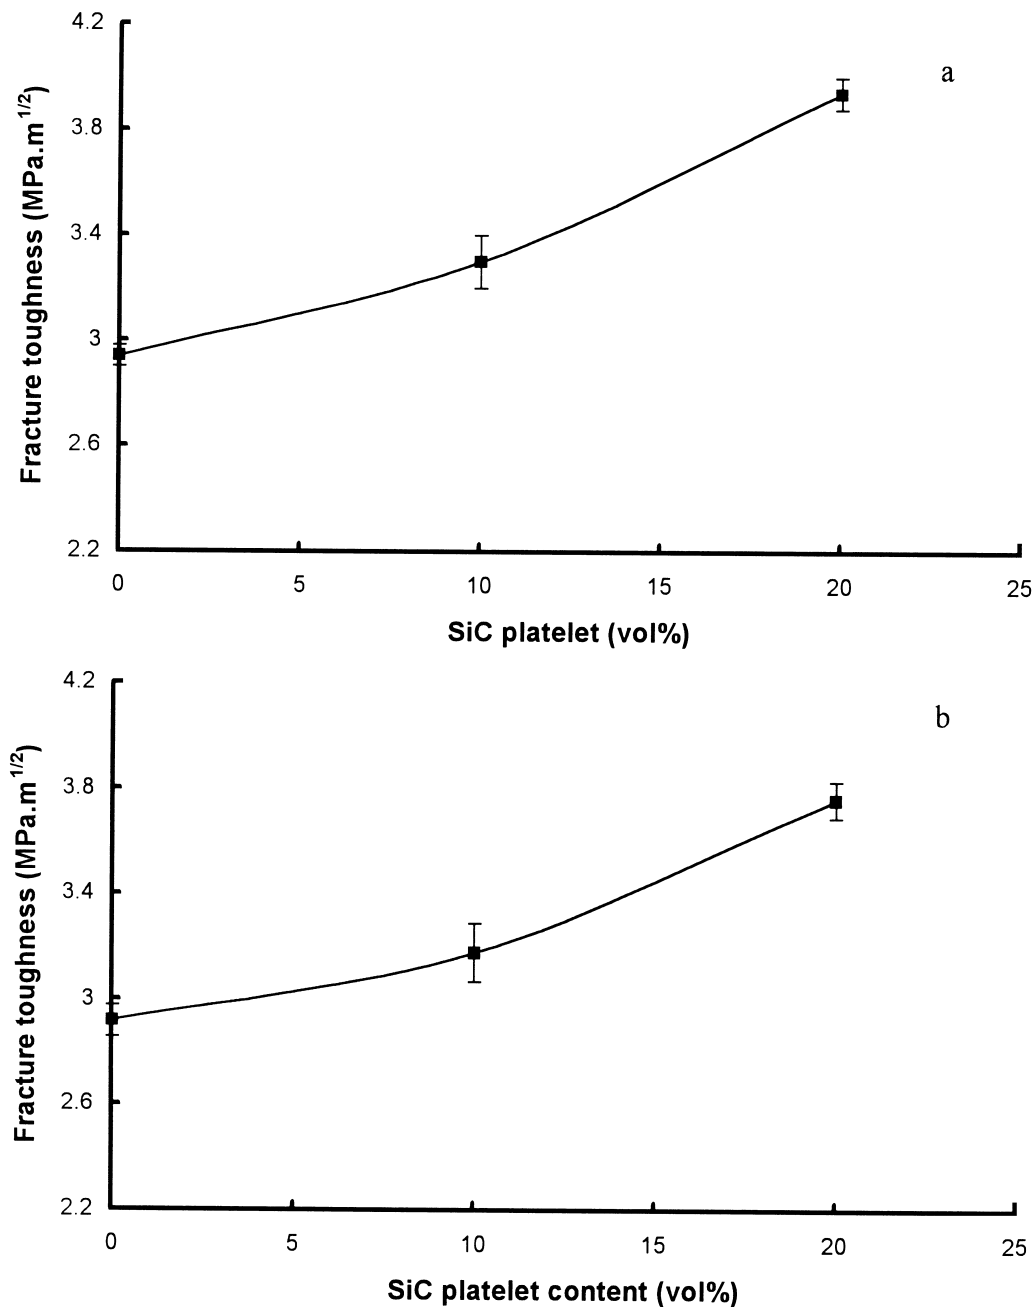 a
Fracture toughness (MPa.m1/2)
4.2
3.8
3.4
3
2.6
2.2
0 5 10 15 20 25
SiC platelet (vol%)
b
Fracture toughness (MPa.m1/2)
4.2
3.8
3.4
3
2.6
2.2
0 5 10 15 20 25
SiC platelet content (vol%)